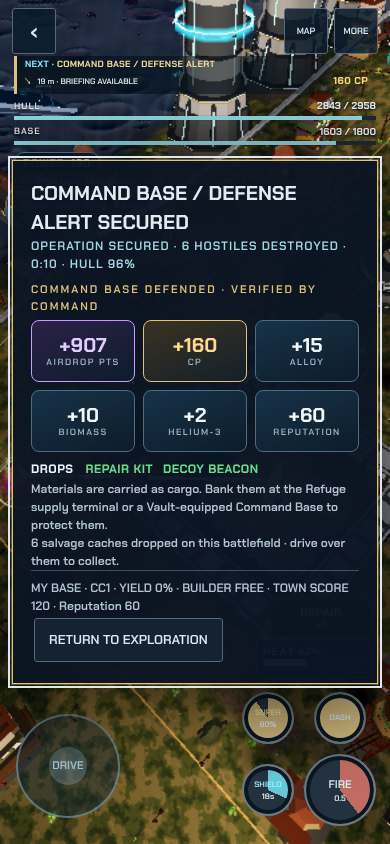 ‹
MAP
MORE
NEXT · COMMAND BASE / DEFENSE ALERT
↘ 19 m · BRIEFING AVAILABLE
160 CP
HULL
2843 / 2958
BASE
1603 / 1800
COMMAND BASE / DEFENSE
ALERT SECURED
OPERATION SECURED · 6 HOSTILES DESTROYED ·
0:10 · HULL 96%
COMMAND BASE DEFENDED · VERIFIED BY
COMMAND
+907
AIRDROP PTS
+160
CP
+15
ALLOY
+10
BIOMASS
+2
HELIUM-3
+60
REPUTATION
DROPS REPAIR KIT DECOY BEACON
Materials are carried as cargo. Bank them at the Refuge
supply terminal or a Vault-equipped Command Base to
protect them.
6 salvage caches dropped on this battlefield · drive over
them to collect.
MY BASE · CC1 · YIELD 0% · BUILDER FREE · TOWN SCORE
120 · Reputation 60
REPAIR
RETURN TO EXPLORATION
SUPER
90%
DASH
DRIVE
SHIELD
16s
FIRE